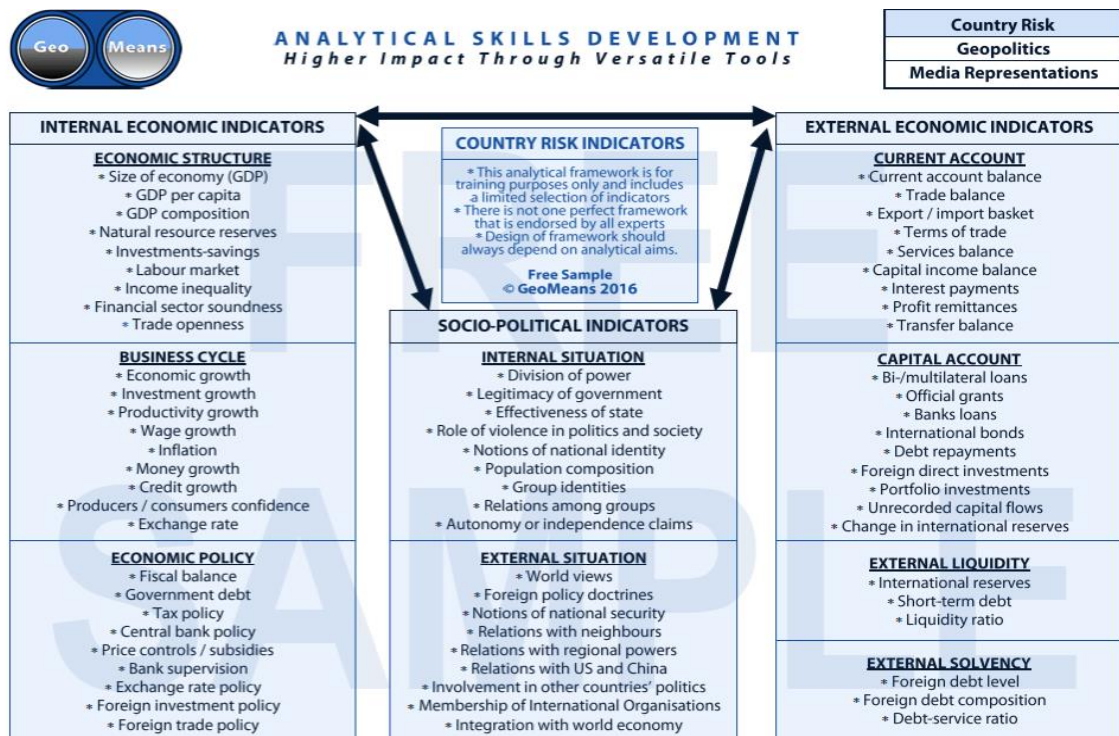 Geo Means
ANALYTICAL SKILLS DEVELOPMENT
Higher Impact Through Versatile Tools
Country Risk
Geopolitics
Media Representations
INTERNAL ECONOMIC INDICATORS
ECONOMIC STRUCTURE
* Size of economy (GDP)
* GDP per capita
* GDP composition
* Natural resource reserves
* Investments-savings
* Labour market
* Income inequality
* Financial sector soundness
* Trade openness
BUSINESS CYCLE
* Economic growth
* Investment growth
* Productivity growth
* Wage growth
* Inflation
* Money growth
* Credit growth
* Producers / consumers confidence
* Exchange rate
ECONOMIC POLICY
* Fiscal balance
* Government debt
* Tax policy
* Central bank policy
* Price controls / subsidies
* Bank supervision
* Exchange rate policy
* Foreign investment policy
* Foreign trade policy
COUNTRY RISK INDICATORS
* This analytical framework is for
training purposes only and includes
a limited selection of indicators
* There is not one perfect framework
that is endorsed by all experts
* Design of framework should
always depend on analytical aims.
Free Sample
© GeoMeans 2016
SOCIO-POLITICAL INDICATORS
INTERNAL SITUATION
* Division of power
* Legitimacy of government
* Effectiveness of state
* Role of violence in politics and society
* Notions of national identity
* Population composition
* Group identities
* Relations among groups
* Autonomy or independence claims
EXTERNAL SITUATION
* World views
* Foreign policy doctrines
* Notions of national security
* Relations with neighbours
* Relations with regional powers
* Relations with US and China
* Involvement in other countries' politics
* Membership of International Organisations
* Integration with world economy
EXTERNAL ECONOMIC INDICATORS
CURRENT ACCOUNT
* Current account balance
* Trade balance
* Export / import basket
* Terms of trade
* Services balance
* Capital income balance
* Interest payments
* Profit remittances
* Transfer balance
CAPITAL ACCOUNT
* Bi-/multilateral loans
* Official grants
* Banks loans
* International bonds
* Debt repayments
* Foreign direct investments
* Portfolio investments
* Unrecorded capital flows
* Change in international reserves
EXTERNAL LIQUIDITY
* International reserves
* Short-term debt
* Liquidity ratio
EXTERNAL SOLVENCY
* Foreign debt level
* Foreign debt composition
* Debt-service ratio
FREE
SAMPLE